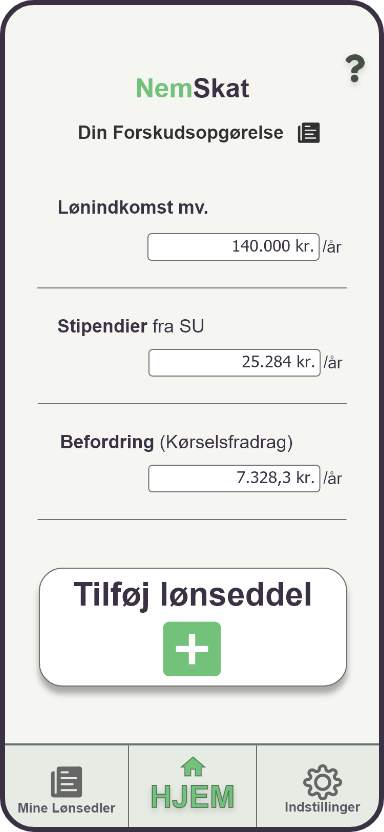 ?
NemSkat
Din Forskudsopgørelse
Lønindkomst mv.
140.000 kr. /år
Stipendier fra SU
25.284 kr. /år
Befordring (Kørselsfradrag)
7.328,3 kr. /år
Tilføj lønseddel
Mine Lønsedler
HJEM
Indstillinger